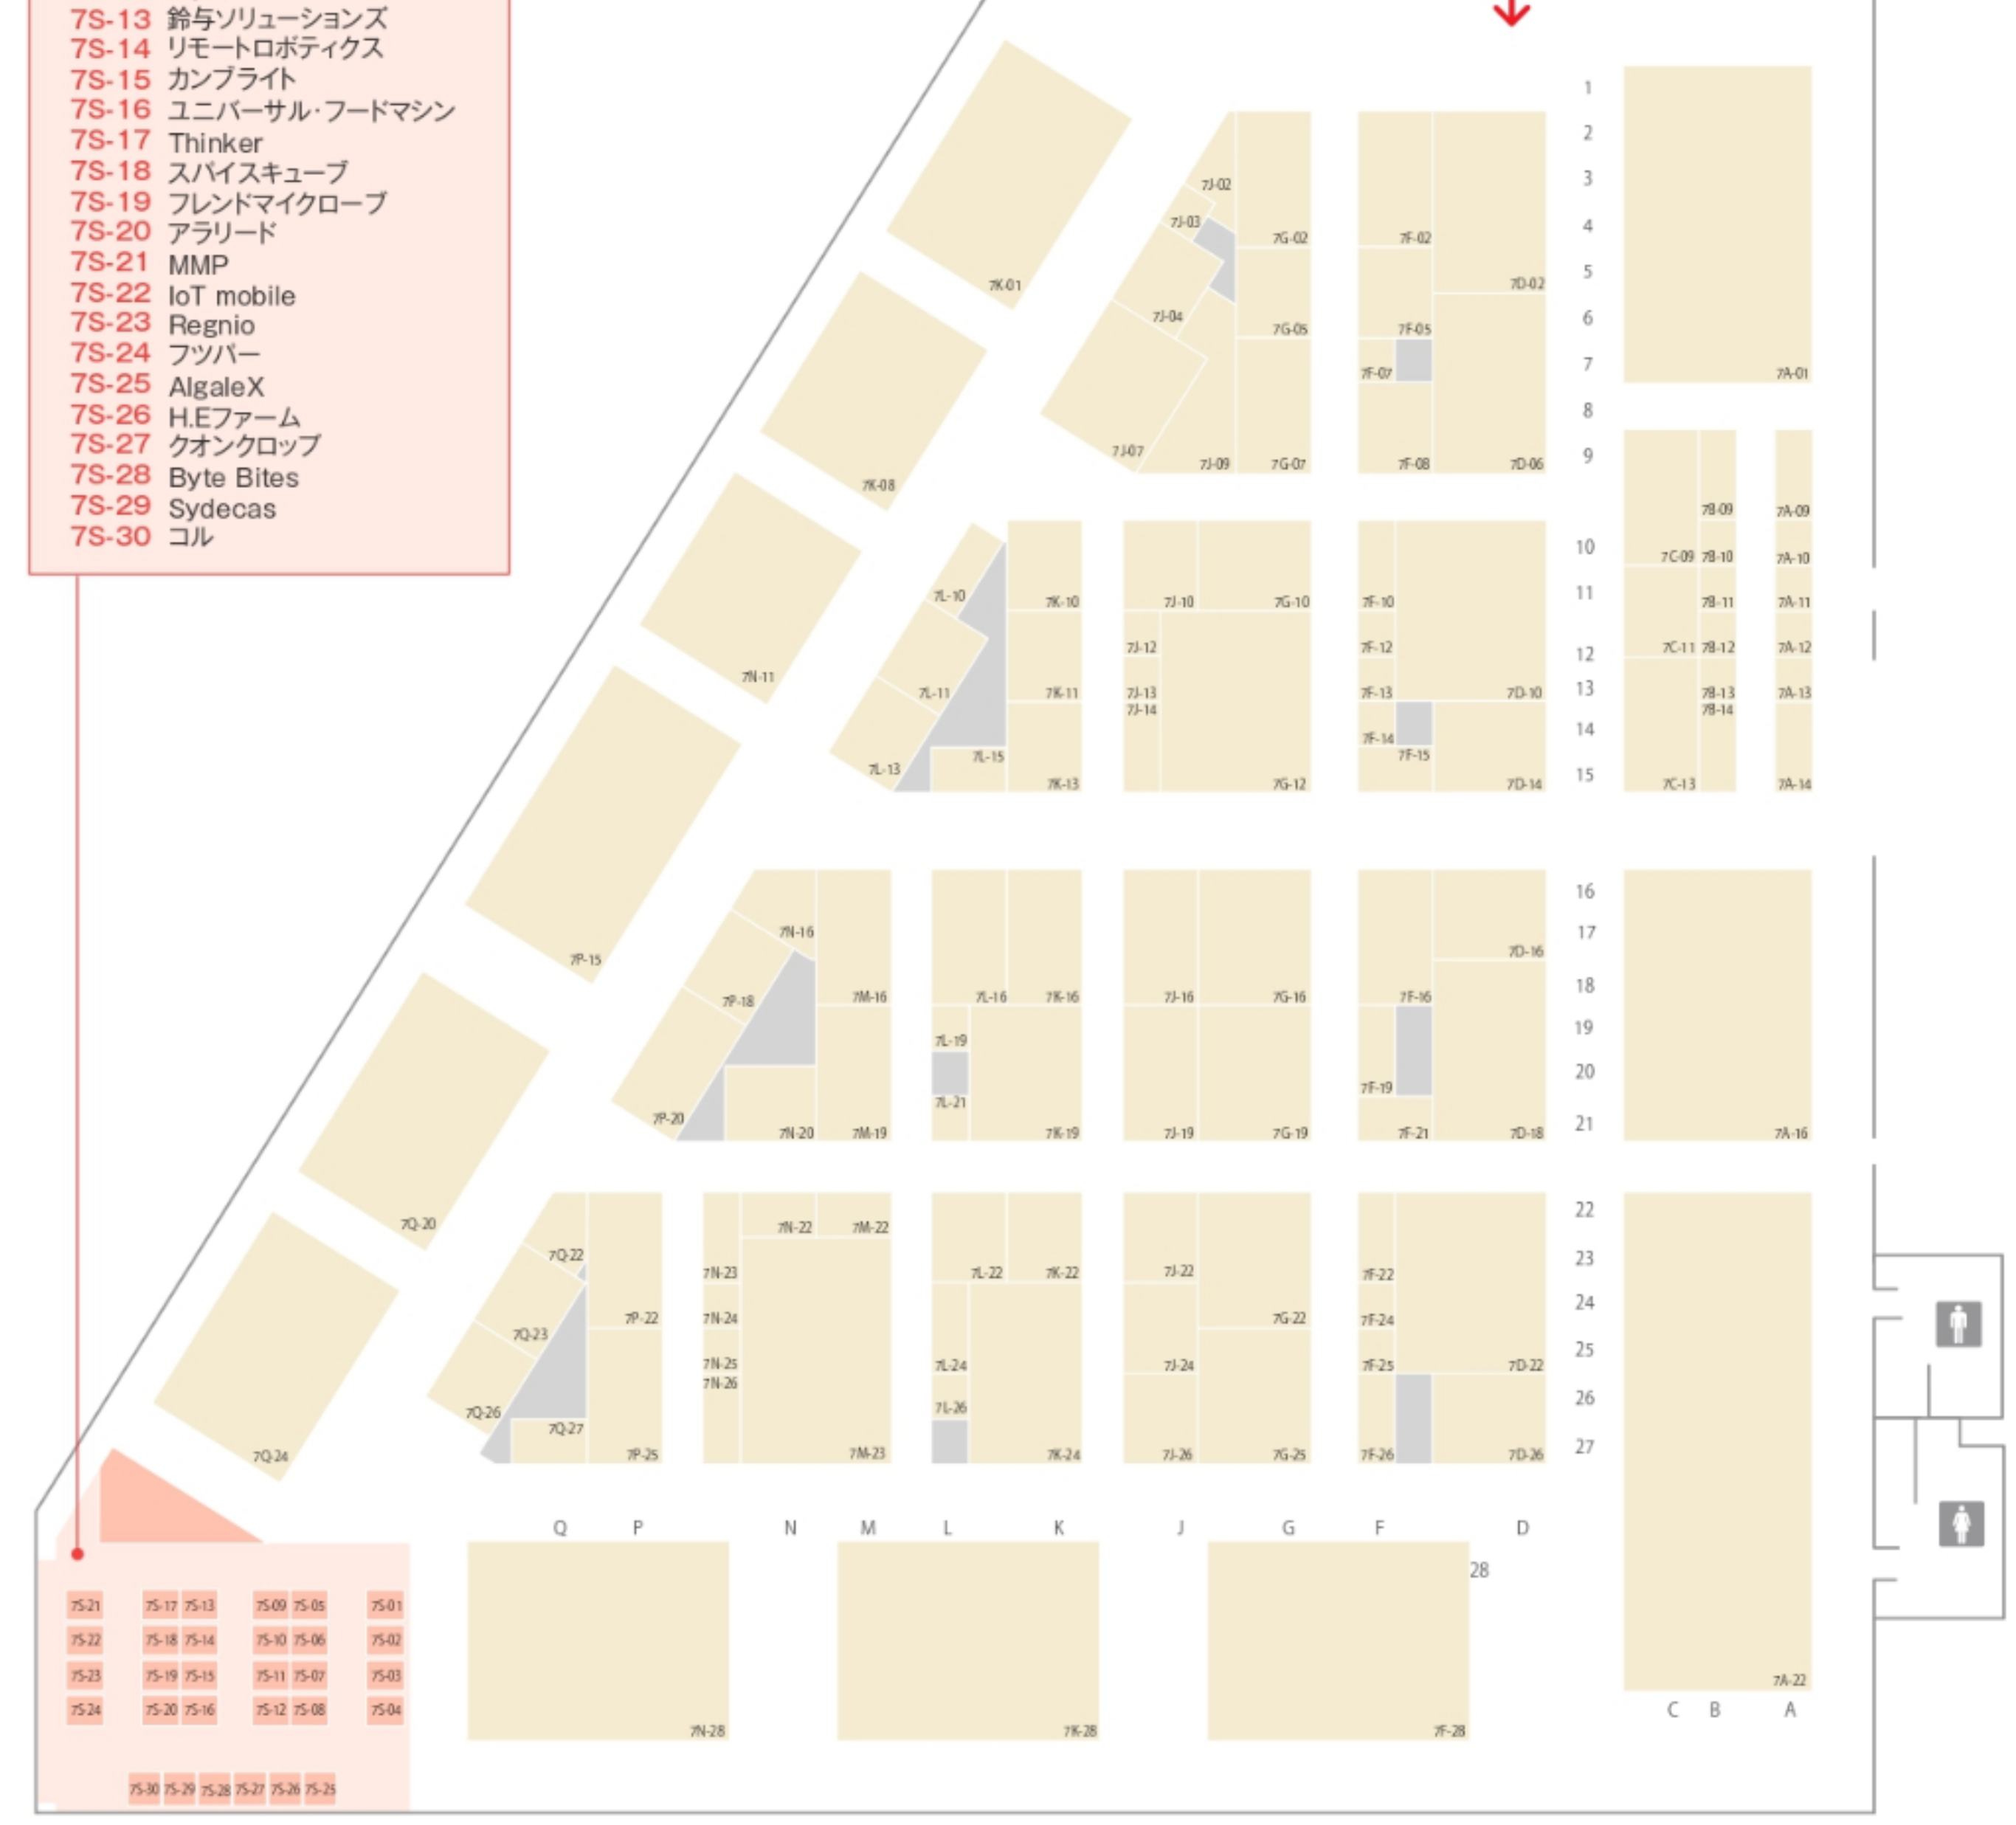 7S-13 鈴与ソリューションズ
7S-14 リモートロボティクス
7S-15 カンブライト
7S-16 ユニバーサル・フードマシン
7S-17 Thinker
7S-18 スパイスキューブ
7S-19 フレンドマイクローブ
7S-20 アラリード
7S-21 MMP
7S-22 IoT mobile
7S-23 Regnio
7S-24 フツパー
7S-25 AlgaleX
7S-26 H.Eファーム
7S-27 クオンクロップ
7S-28 Byte Bites
7S-29 Sydecas
7S-30 コル
1
2
3
7J-02
7J-03
4
7G-02
7F-02
5
7K-01
7D-02
7J-04
6
7G-05
7F-05
7
7F-07
7A-01
8
7J-07
9
7J-09
7G-07
7F-08
7D-06
7K-08
7B-09
7A-09
10
7C-09
7B-10
7A-10
7L-10
7K-10
7J-10
7G-10
7F-10
11
7B-11
7A-11
7J-12
7F-12
12
7C-11
7B-12
7A-12
7N-11
7L-11
7K-11
7J-13
7F-13
7D-10
13
7B-13
7A-13
7J-14
7B-14
7F-14
14
7L-15
7F-15
7L-13
15
7K-13
7G-12
7D-14
7C-13
7A-14
16
7N-16
17
7D-16
7P-15
18
7P-18
7M-16
7L-16
7K-16
7J-16
7G-16
7F-16
19
7L-19
20
7F-19
7L-21
7P-20
21
7N-20
7M-19
7K-19
7J-19
7G-19
7F-21
7D-18
7A-16
22
7Q-20
7N-22
7M-22
7Q-22
23
7N-23
7L-22
7K-22
7J-22
7F-22
24
7P-22
7N-24
7G-22
7F-24
7Q-23
25
7N-25
7L-24
7J-24
7F-25
7D-22
7N-26
26
7Q-26
7L-26
7Q-27
27
7Q-24
7P-25
7M-23
7K-24
7J-26
7G-25
7F-26
7D-26
Q P N M L K J G F D
28
7S-21 7S-17 7S-13 7S-09 7S-05 7S-01
7S-22 7S-18 7S-14 7S-10 7S-06 7S-02
7S-23 7S-19 7S-15 7S-11 7S-07 7S-03
7A-22
7S-24 7S-20 7S-16 7S-12 7S-08 7S-04
C B A
7N-28
7K-28
7F-28
7S-30 7S-29 7S-28 7S-27 7S-26 7S-25